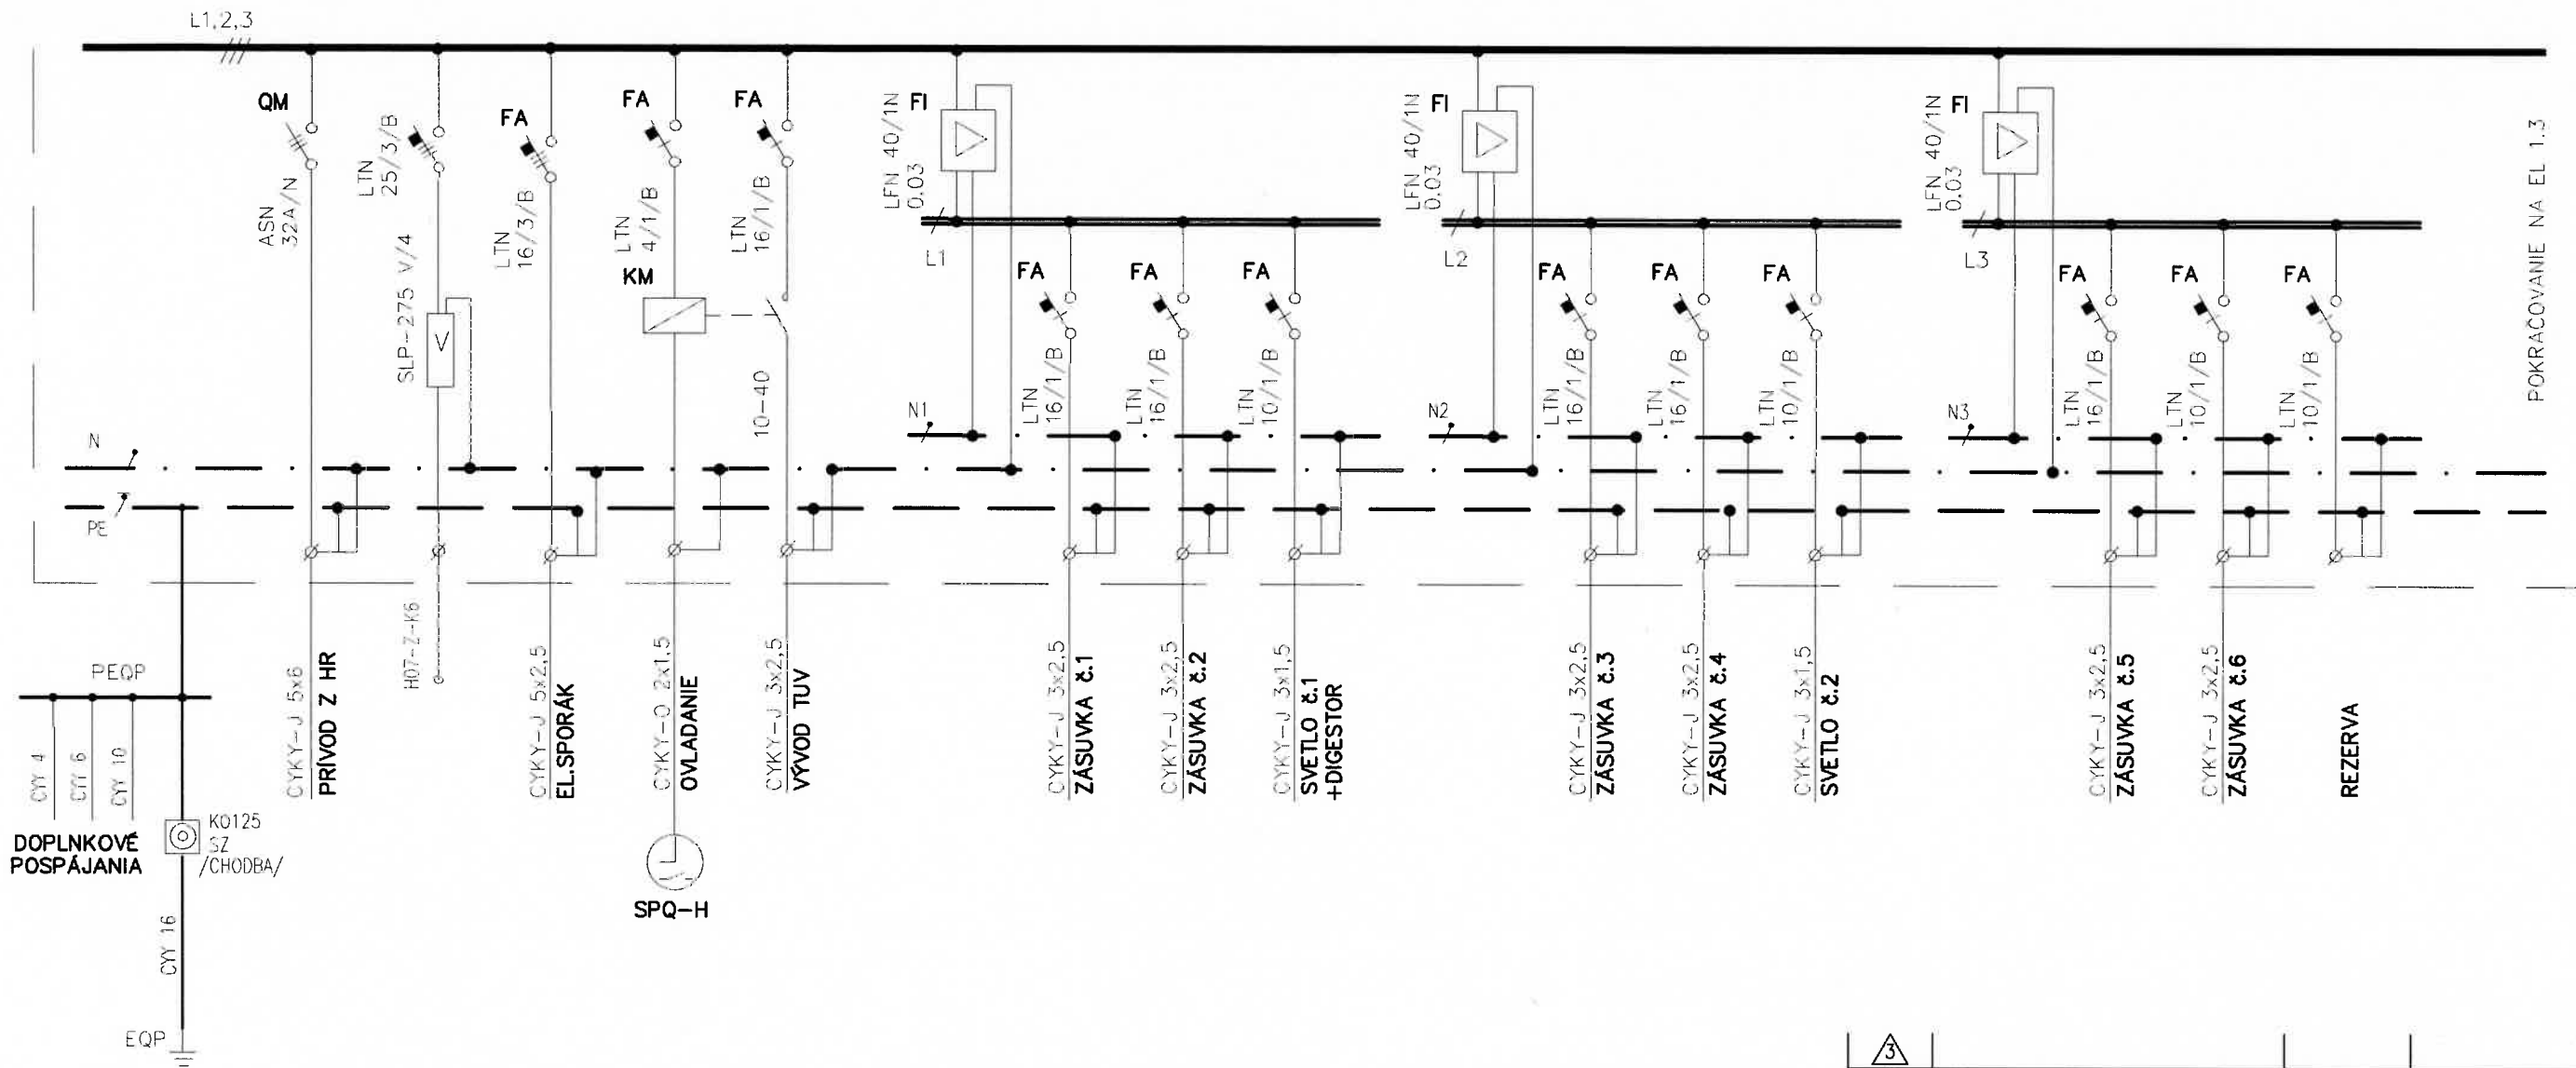 L1,2,3
QM
ASN
32A/N
LTN
25/3/B
SLP-275 V/4
FA
LTN
16/3/B
FA
LTN
4/1/B
KM
FA
LTN
16/1/B
10-40
FI
LFN 40/1N
0.03
L1
FA
LTN
16/1/B
FA
LTN
16/1/B
FA
LTN
10/1/B
N1
FI
LFN 40/1N
0.03
L2
FA
LTN
16/1/B
FA
LTN
16/1/B
FA
LTN
10/1/B
N2
FI
LFN 40/1N
0.03
L3
FA
LTN
16/1/B
FA
LTN
10/1/B
FA
LTN
10/1/B
N3
POKRAČOVANIE NA EL 1.3
N
PE
PEQP
CYY 4
CYY 6
CYY 10
DOPLNKOVÉ
POSPÁJANIA
KO125
SZ
/CHODBA/
CYY 16
EQP
CYKY-J 5x6
PRÍVOD Z HR
H07-Z-K6
CYKY-J 5x2,5
EL.SPORÁK
CYKY-O 2x1,5
OVLADANIE
SPQ-H
CYKY-J 3x2,5
VÝVOD TUV
CYKY-J 3x2,5
ZÁSUVKA č.1
CYKY-J 3x2,5
ZÁSUVKA č.2
CYKY-J 3x1,5
SVETLO č.1
+DIGESTOR
CYKY-J 3x2,5
ZÁSUVKA č.3
CYKY-J 3x2,5
ZÁSUVKA č.4
CYKY-J 3x1,5
SVETLO č.2
CYKY-J 3x2,5
ZÁSUVKA č.5
CYKY-J 3x2,5
ZÁSUVKA č.6
REZERVA
3